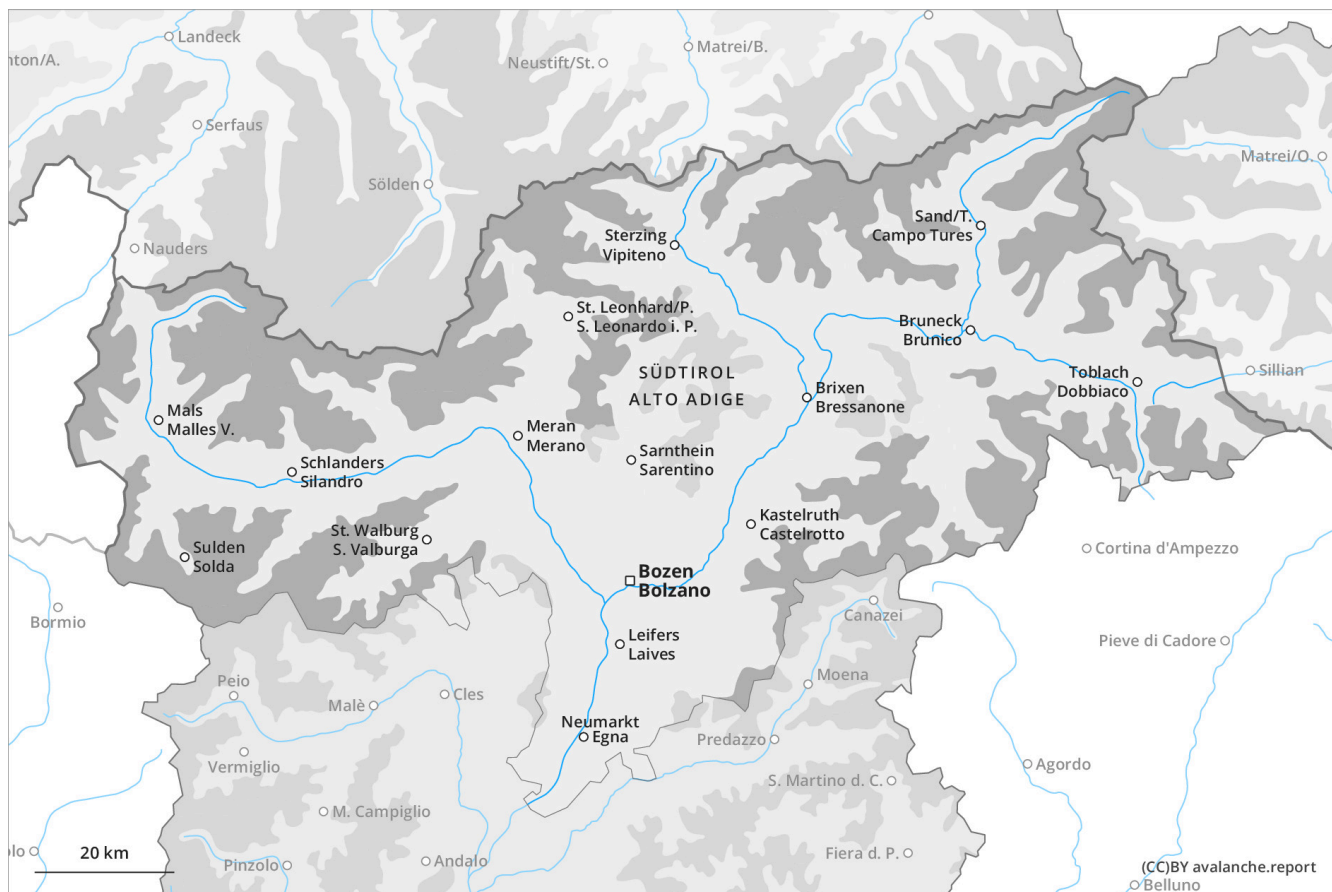 Landeck
nton/A.
Matrei/B.
Neustift/St.
Serfaus
Matrei/O.
Sölden
Sand/T.
Campo Tures
Sterzing
Vipiteno
Nauders
St. Leonhard/P.
S. Leonardo i. P.
Bruneck
Brunico
SÜDTIROL
ALTO ADIGE
Toblach
Dobbiaco
Sillian
Brixen
Bressanone
Mals
Malles V.
Meran
Merano
Sarnthein
Sarentino
Schlanders
Silandro
Kastelruth
Castelrotto
St. Walburg
S. Valburga
Sulden
Solda
Cortina d'Ampezzo
Bozen
Bolzano
Bormio
Canazei
Leifers
Laives
Pieve di Cadore
Peio
Moena
Malè
Cles
Neumarkt
Egna
Predazzo
Vermiglio
Agordo
S. Martino d. C.
M. Campiglio
olo
20 km
Pinzolo
Andalo
Fiera d. P.
(CC)BY avalanche.report
Belluno